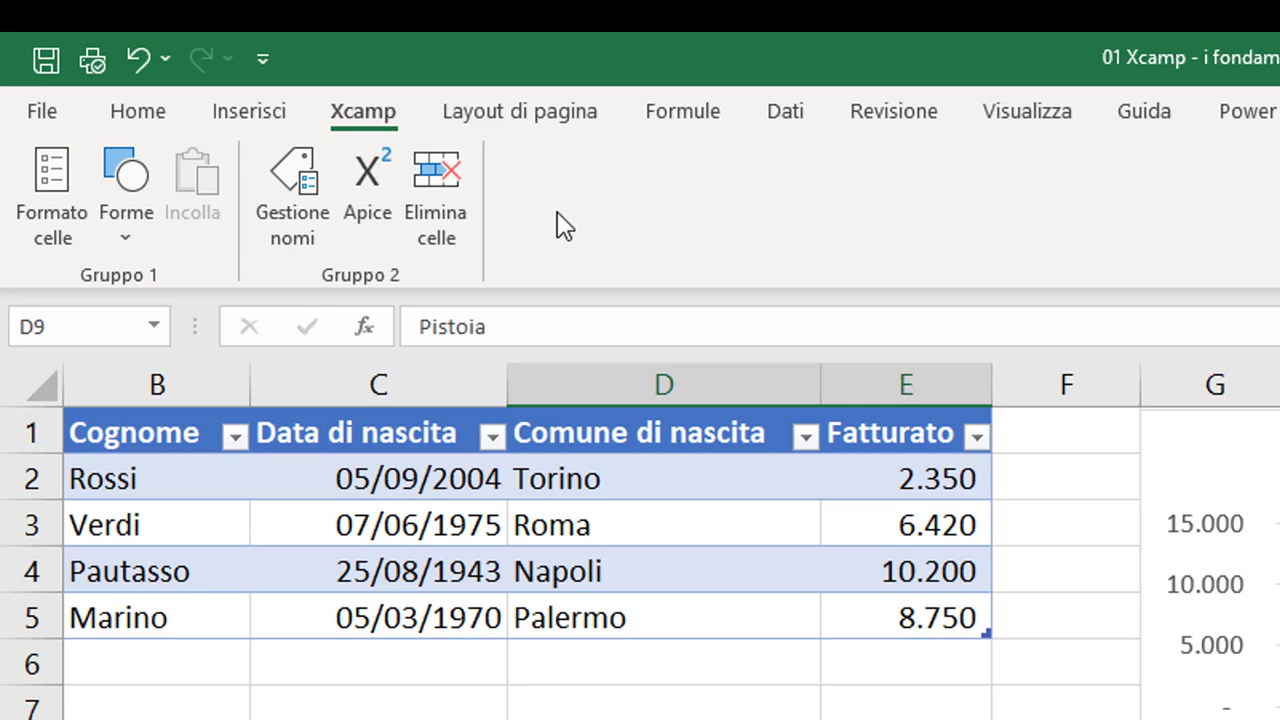 01 Xcamp - i fondam
File Home Inserisci Xcamp Layout di pagina Formule Dati Revisione Visualizza Guida Power
Formato celle Forme Incolla Gestione nomi Apice Elimina celle
X2
Gruppo 1 Gruppo 2
D9 fx Pistoia
B C D E F G
1 Cognome Data di nascita Comune di nascita Fatturato
2 Rossi 05/09/2004 Torino 2.350
3 Verdi 07/06/1975 Roma 6.420 15.000
4 Pautasso 25/08/1943 Napoli 10.200 10.000
5 Marino 05/03/1970 Palermo 8.750 5.000
6
7 -